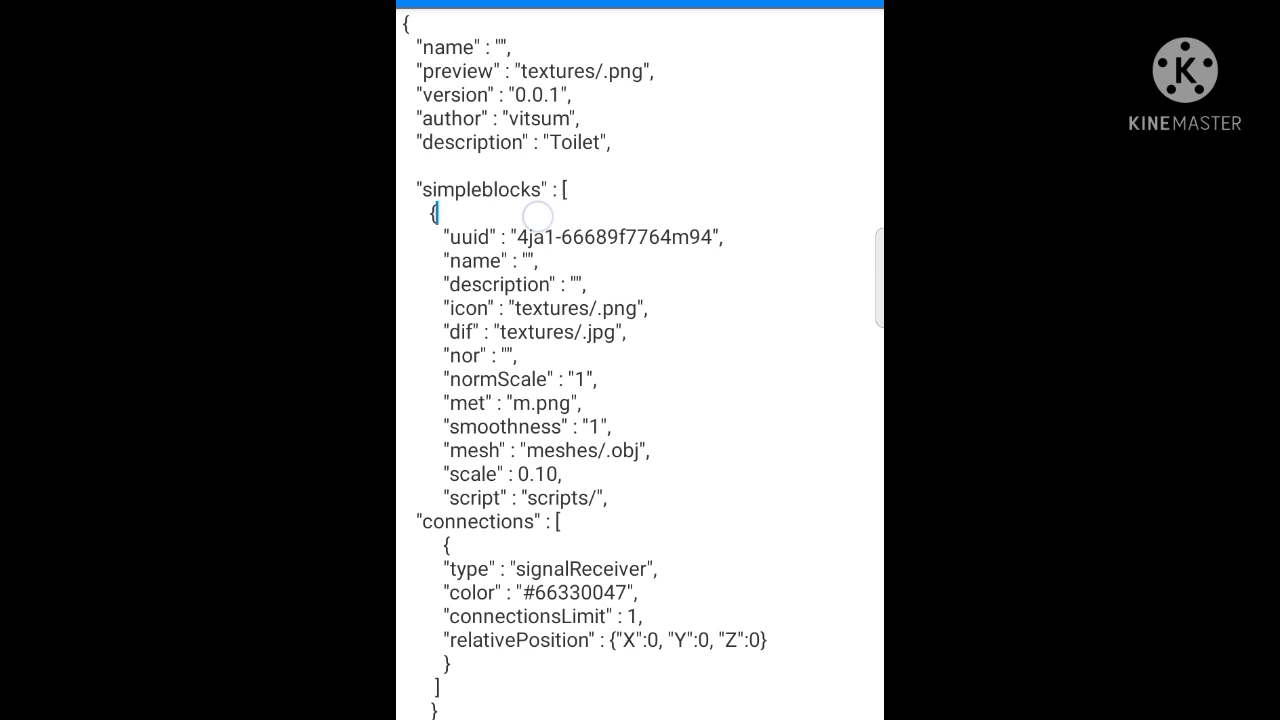 {
"name" : "",
"preview" : "textures/.png",
"version" : "0.0.1",
"author" : "vitsum",
"description" : "Toilet",
"simpleblocks" : [
{
"uuid" : "4ja1-66689f7764m94",
"name" : "",
"description" : "",
"icon" : "textures/.png",
"dif" : "textures/.jpg",
"nor" : "",
"normScale" : "1",
"met" : "m.png",
"smoothness" : "1",
"mesh" : "meshes/.obj",
"scale" : 0.10,
"script" : "scripts/",
"connections" : [
{
"type" : "signalReceiver",
"color" : "#66330047",
"connectionsLimit" : 1,
"relativePosition" : {"X":0, "Y":0, "Z":0}
}
]
}
K
KINEMASTER